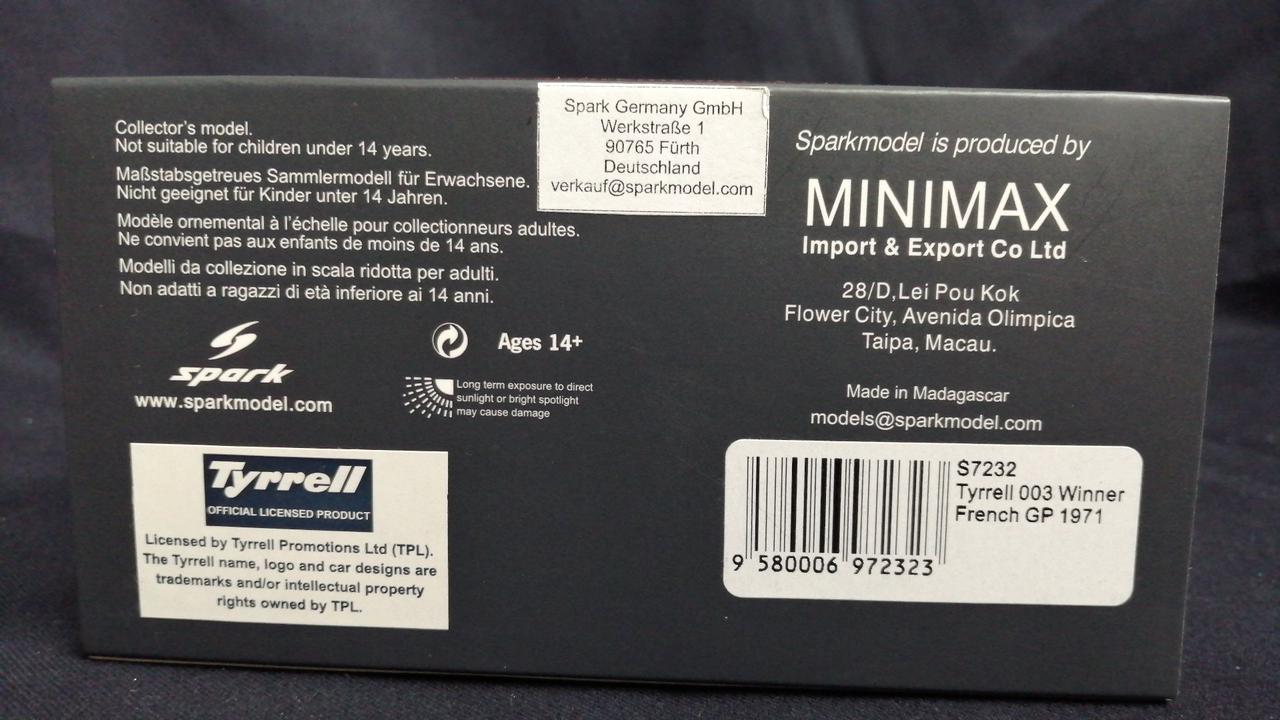 Collector's model.
Not suitable for children under 14 years.
Maßstabsgetreues Sammlermodell für Erwachsene.
Nicht geeignet für Kinder unter 14 Jahren.
Modèle ornemental à l'échelle pour collectionneurs adultes.
Ne convient pas aux enfants de moins de 14 ans.
Modelli da collezione in scala ridotta per adulti.
Non adatti a ragazzi di età inferiore ai 14 anni.
spark
www.sparkmodel.com
Ages 14+
Long term exposure to direct
sunlight or bright spotlight
may cause damage
Tyrrell
OFFICIAL LICENSED PRODUCT
Licensed by Tyrrell Promotions Ltd (TPL).
The Tyrrell name, logo and car designs are
trademarks and/or intellectual property
rights owned by TPL.
Spark Germany GmbH
Werkstraße 1
90765 Fürth
Deutschland
verkauf@sparkmodel.com
Sparkmodel is produced by
MINIMAX
Import & Export Co Ltd
28/D,Lei Pou Kok
Flower City, Avenida Olimpica
Taipa, Macau.
Made in Madagascar
models@sparkmodel.com
S7232
Tyrrell 003 Winner
French GP 1971
9 580006 972323